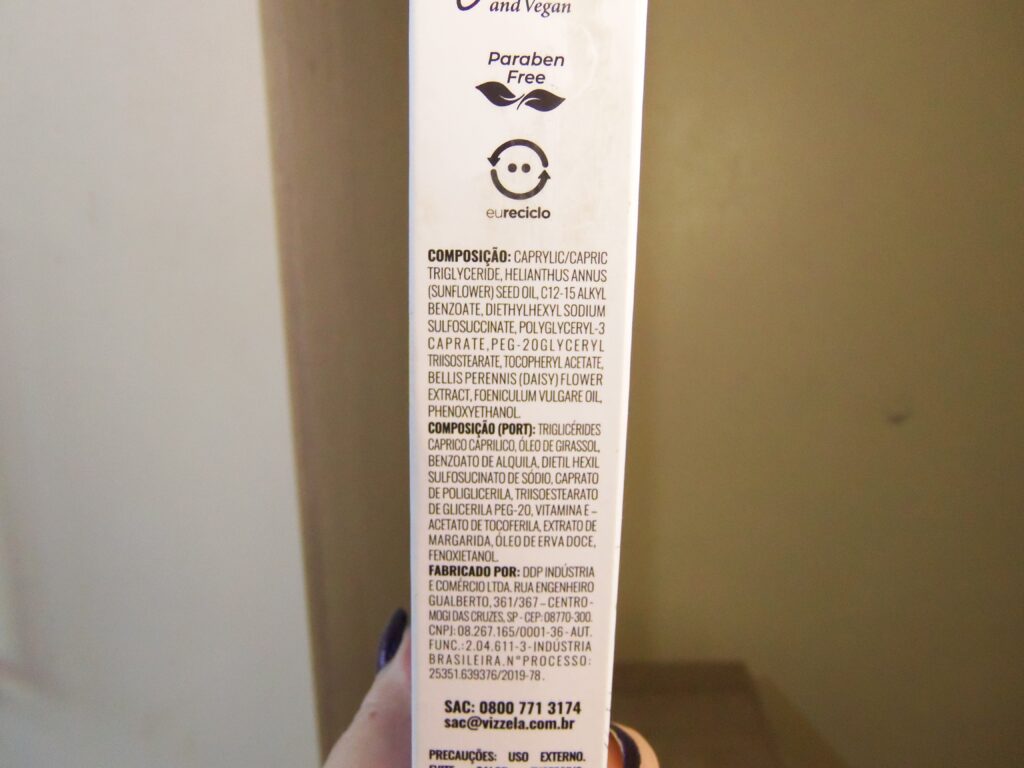 and Vegan
Paraben
Free
eureciclo
COMPOSIÇÃO: CAPRYLIC/CAPRIC
TRIGLYCERIDE, HELIANTHUS ANNUS
(SUNFLOWER) SEED OIL, C12-15 ALKYL
BENZOATE, DIETHYLHEXYL SODIUM
SULFOSUCCINATE, POLYGLYCERYL-3
CAPRATE,PEG-20GLYCERYL
TRIISOSTEARATE, TOCOPHERYL ACETATE,
BELLIS PERENNIS (DAISY) FLOWER
EXTRACT, FOENICULUM VULGARE OIL,
PHENOXYETHANOL.
COMPOSIÇÃO (PORT): TRIGLICÉRIDES
CAPRICO CAPRILICO, ÓLEO DE GIRASSOL,
BENZOATO DE ALQUILA, DIETIL HEXIL
SULFOSUCINATO DE SÓDIO, CAPRATO
DE POLIGLICERILA, TRIISOESTEARATO
DE GLICERILA PEG-20, VITAMINA E –
ACETATO DE TOCOFERILA, EXTRATO DE
MARGARIDA, ÓLEO DE ERVA DOCE,
FENOXIETANOL.
FABRICADO POR: DDP INDÚSTRIA
E COMÉRCIO LTDA. RUA ENGENHEIRO
GUALBERTO, 361/367 – CENTRO -
MOGI DAS CRUZES, SP - CEP: 08770-300.
CNPJ: 08.267.165/0001-36 - AUT.
FUNC.: 2.04.611-3 - INDÚSTRIA
BRASILEIRA. N° PROCESSO:
25351.639376/2019-78.
SAC: 0800 771 3174
sac@vizzela.com.br
PRECAUÇÕES: USO EXTERNO.